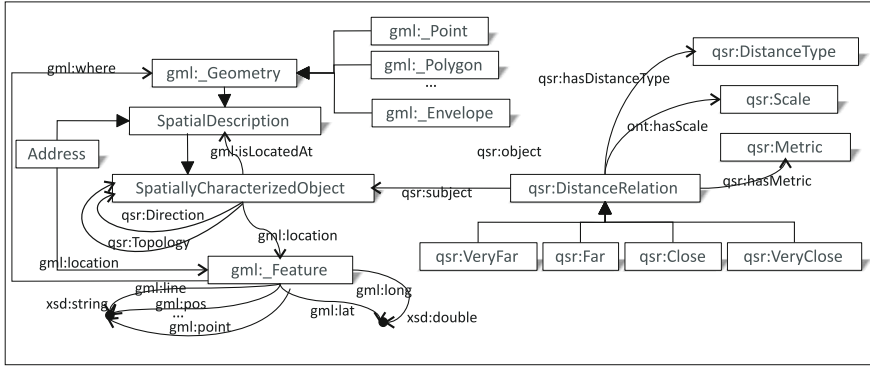 gml:_Point
qsr:DistanceType
gml:where
gml:_Geometry
gml:_Polygon
qsr:hasDistanceType
...
qsr:Scale
SpatialDescription
gml:_Envelope
ont:hasScale
Address
gml:isLocatedAt
qsr:object
qsr:Metric
SpatiallyCharacterizedObject
qsr:subject
qsr:DistanceRelation
qsr:hasMetric
qsr:Direction
qsr:Topology
gml:location
qsr:VeryFar
qsr:Far
qsr:Close
qsr:VeryClose
gml:location
gml:_Feature
gml:line
gml:long
xsd:string
gml:pos
...
gml:lat
xsd:double
gml:point